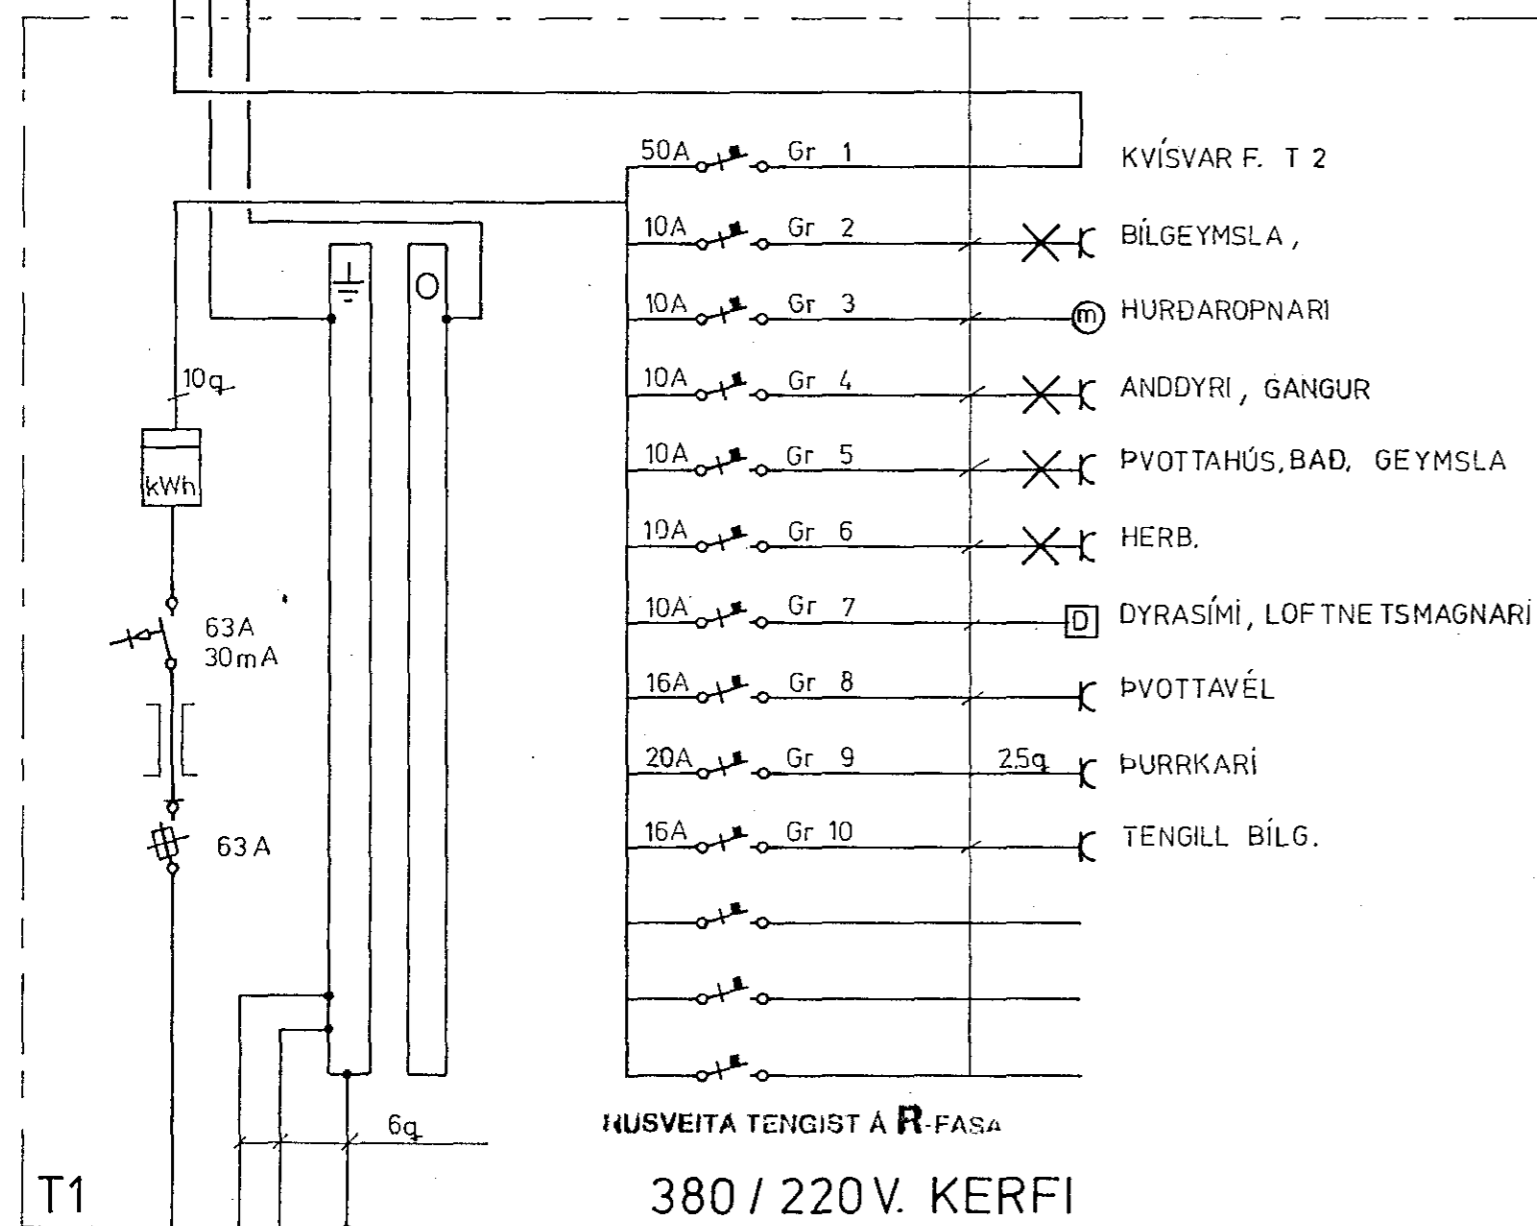 50A Gr 1 KVÍSVAR F. T 2
10A Gr 2 BÍLGEYMSLA,
10A Gr 3 m HURÐAROPNARI
10A Gr 4 ANDDYRI, GANGUR
10A Gr 5 ÞVOTTAHÚS, BAÐ, GEYMSLA
10A Gr 6 HERB.
10A Gr 7 D DYRASÍMI, LOFTNETSMAGNARI
16A Gr 8 ÞVOTTAVÉL
20A Gr 9 2.5q ÞURRKARI
16A Gr 10 TENGILL BÍLG.
O
10q
kWh
63A
30mA
63A
6q
HUSVEITA TENGIST Á R-FASA
T1
380 / 220 V. KERFI